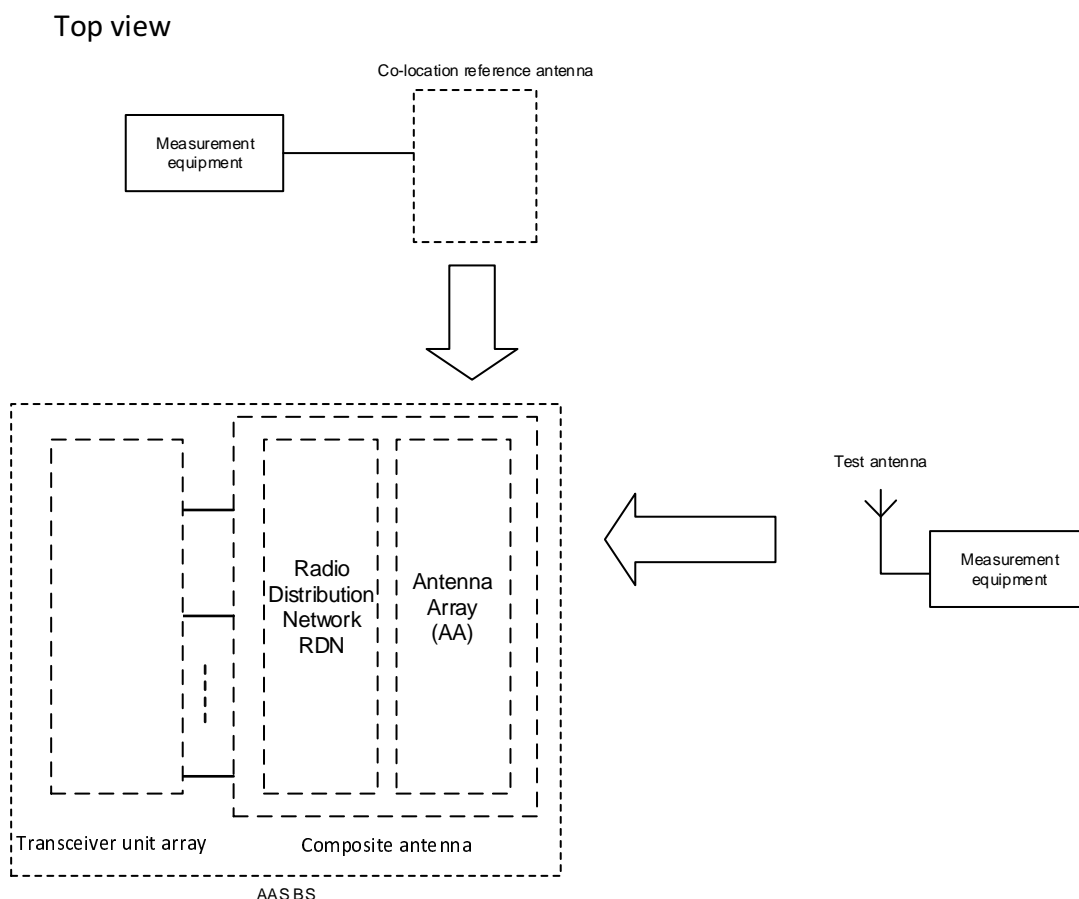 Top view
Co-location reference antenna
Measurement
equipment
Test antenna
Measurement
equipment
Radio
Distribution
Network
RDN
Antenna
Array
(AA)
Transceiver unit array
Composite antenna
AAS BS